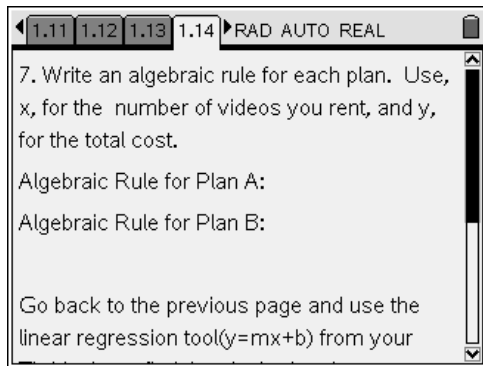 1.11 1.12 1.13 1.14 RAD AUTO REAL
7. Write an algebraic rule for each plan. Use,
x, for the number of videos you rent, and y,
for the total cost.
Algebraic Rule for Plan A:
Algebraic Rule for Plan B:
Go back to the previous page and use the
linear regression tool(y=mx+b) from your